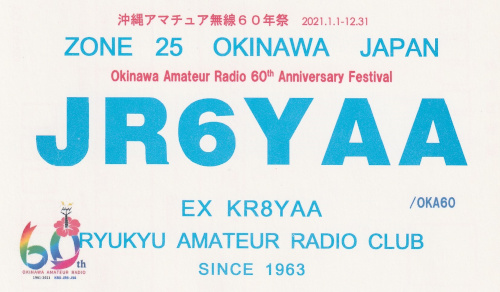 沖縄アマチュア無線60年祭 2021.1.1-12.31
ZONE 25 OKINAWA JAPAN
Okinawa Amateur Radio 60th Anniversary Festival
JR6YAA
/OKA60
EX KR8YAA
RYUKYU AMATEUR RADIO CLUB
SINCE 1963
60th
OKINAWA AMATEUR RADIO